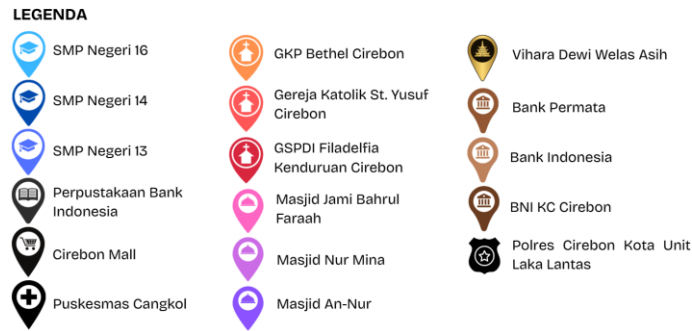 LEGENDA
SMP Negeri 16
SMP Negeri 14
SMP Negeri 13
Perpustakaan Bank
Indonesia
Cirebon Mall
Puskesmas Cangkol
GKP Bethel Cirebon
Gereja Katolik St. Yusuf
Cirebon
GSPDI Filadelfia
Kenduruan Cirebon
Masjid Jami Bahrul
Faraah
Masjid Nur Mina
Masjid An-Nur
Vihara Dewi Welas Asih
Bank Permata
Bank Indonesia
BNI KC Cirebon
Polres Cirebon Kota Unit
Laka Lantas